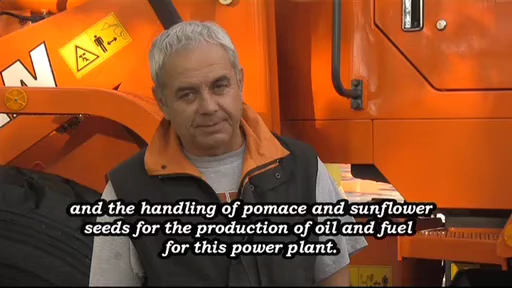 and the handling of pomace and sunflower
seeds for the production of oil and fuel
for this power plant.